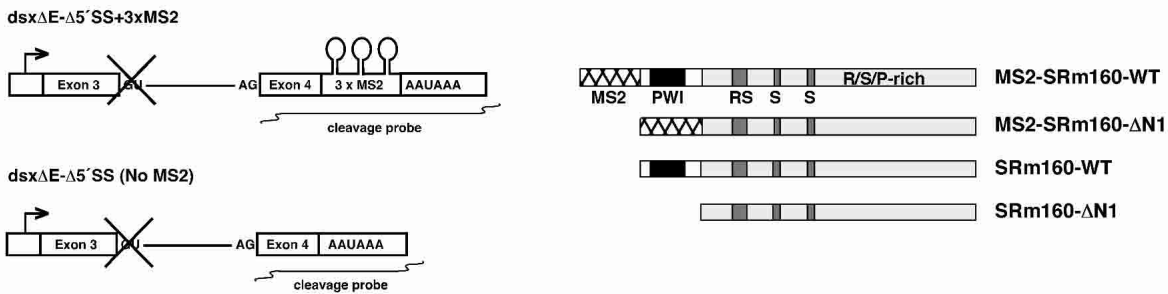 dsxΔE-Δ5´SS+3xMS2
Exon 3 GU AG Exon 4 3 x MS2 AAUAAA
cleavage probe
dsxΔE-Δ5´SS (No MS2)
Exon 3 GU AG Exon 4 AAUAAA
cleavage probe
R/S/P-rich MS2-SRm160-WT
MS2 PWI RS S S
MS2-SRm160-ΔN1
SRm160-WT
SRm160-ΔN1